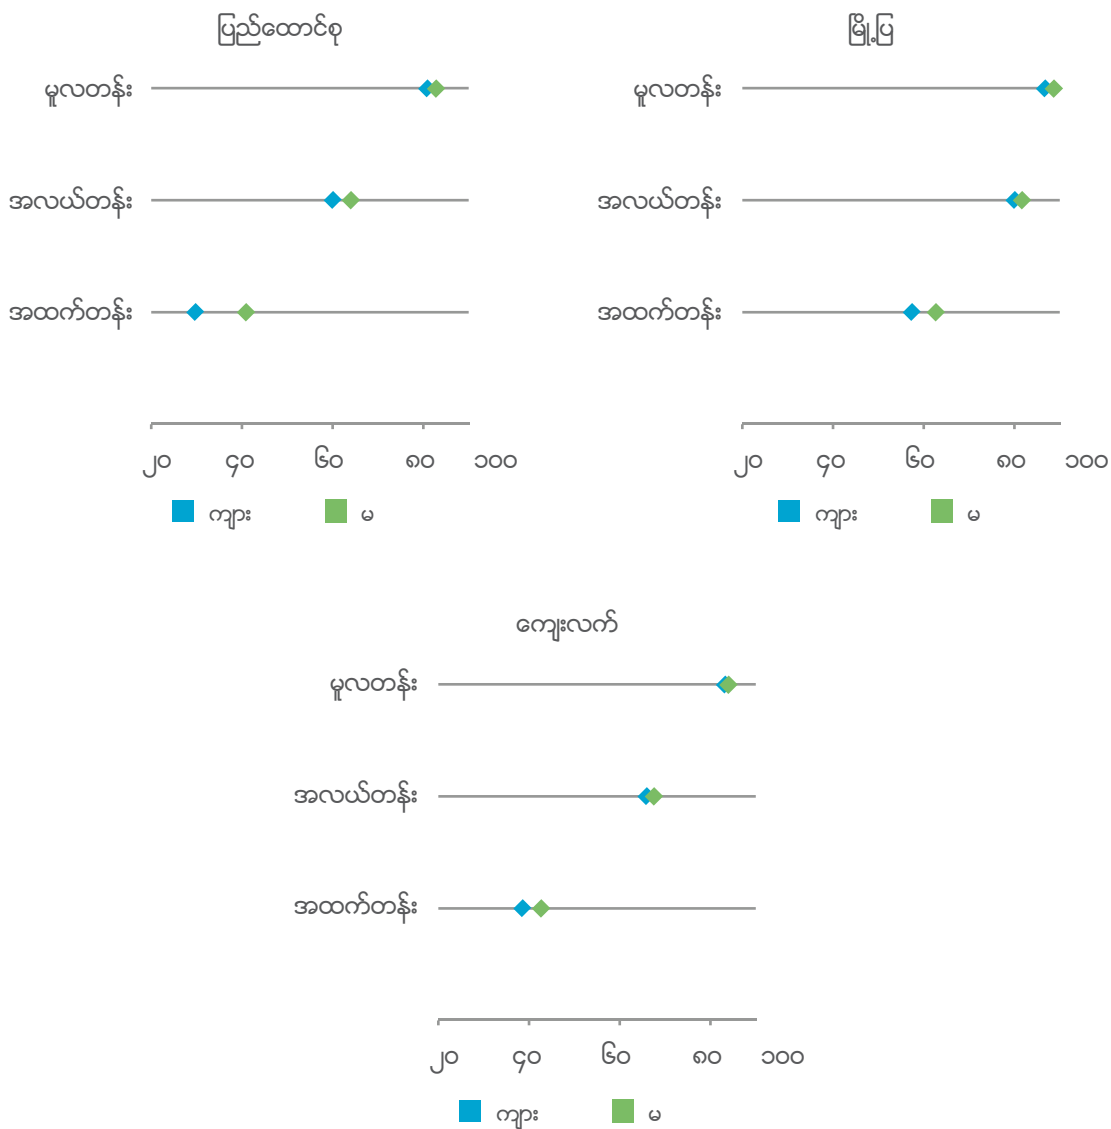 ပြည်ထောင်စု
မူလတန်း
အလယ်တန်း
အထက်တန်း
၂၀ ၄၀ ၆၀ ၈၀ ၁၀၀
ကျား မ
မြို့ပြ
မူလတန်း
အလယ်တန်း
အထက်တန်း
၂၀ ၄၀ ၆၀ ၈၀ ၁၀၀
ကျား မ
ကျေးလက်
မူလတန်း
အလယ်တန်း
အထက်တန်း
၂၀ ၄၀ ၆၀ ၈၀ ၁၀၀
ကျား မ